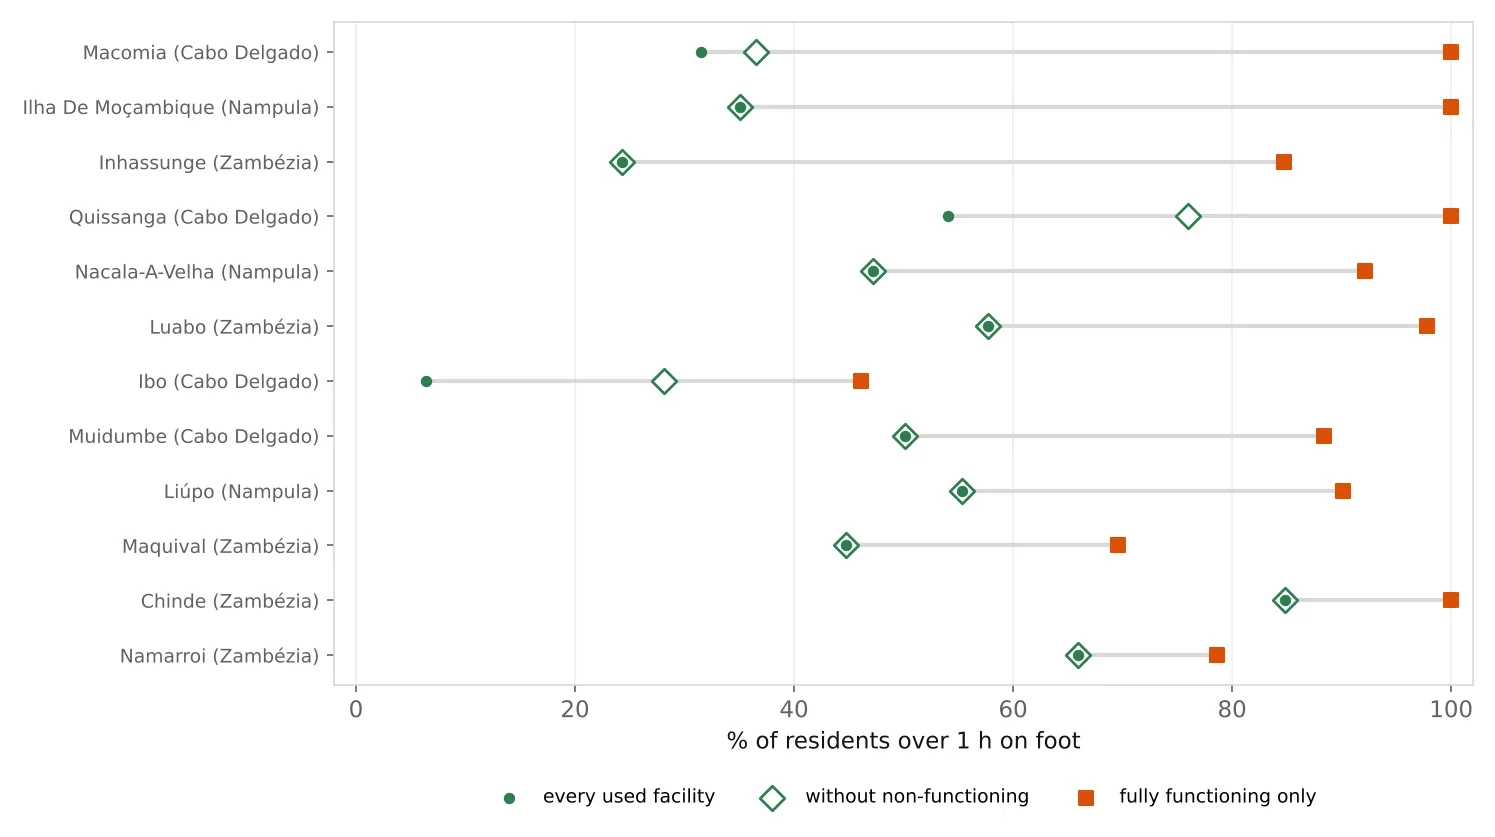 Macomia (Cabo Delgado)
Ilha De Moçambique (Nampula)
Inhassunge (Zambézia)
Quissanga (Cabo Delgado)
Nacala-A-Velha (Nampula)
Luabo (Zambézia)
Ibo (Cabo Delgado)
Muidumbe (Cabo Delgado)
Liúpo (Nampula)
Maquival (Zambézia)
Chinde (Zambézia)
Namarroi (Zambézia)
0 20 40 60 80 100
% of residents over 1 h on foot
every used facility without non-functioning fully functioning only